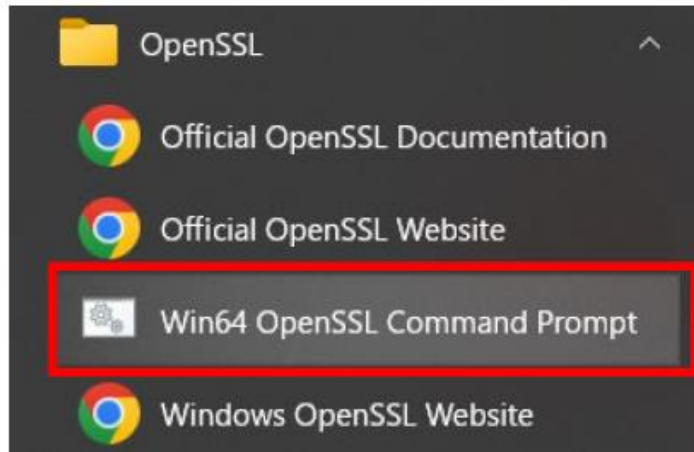 OpenSSL
Official OpenSSL Documentation
Official OpenSSL Website
Win64 OpenSSL Command Prompt
Windows OpenSSL Website